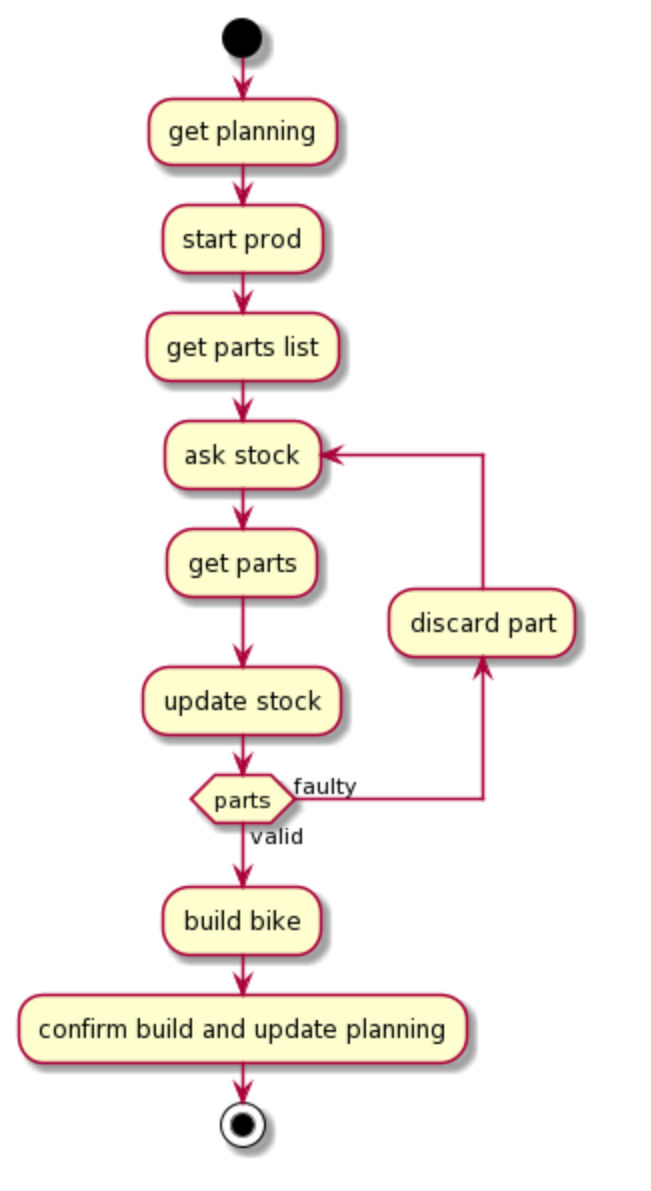 get planning
start prod
get parts list
ask stock
get parts
discard part
update stock
parts
faulty
valid
build bike
confirm build and update planning